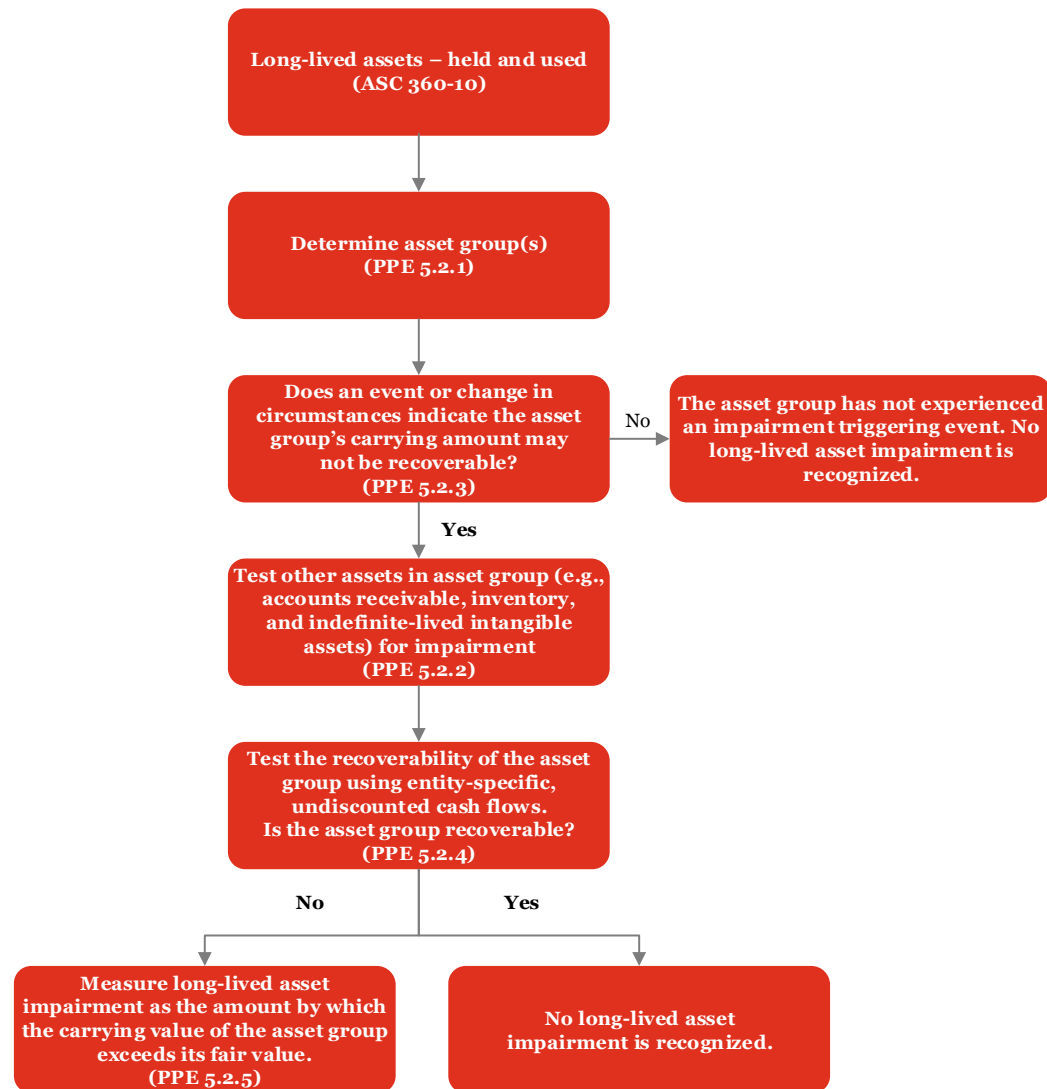 Long-lived assets – held and used
(ASC 360-10)
Determine asset group(s)
(PPE 5.2.1)
Does an event or change in
circumstances indicate the asset
group’s carrying amount may
not be recoverable?
(PPE 5.2.3)
No
The asset group has not experienced
an impairment triggering event. No
long-lived asset impairment is
recognized.
Yes
Test other assets in asset group (e.g.,
accounts receivable, inventory,
and indefinite-lived intangible
assets) for impairment
(PPE 5.2.2)
Test the recoverability of the asset
group using entity-specific,
undiscounted cash flows.
Is the asset group recoverable?
(PPE 5.2.4)
No
Yes
Measure long-lived asset
impairment as the amount by which
the carrying value of the asset group
exceeds its fair value.
(PPE 5.2.5)
No long-lived asset
impairment is recognized.